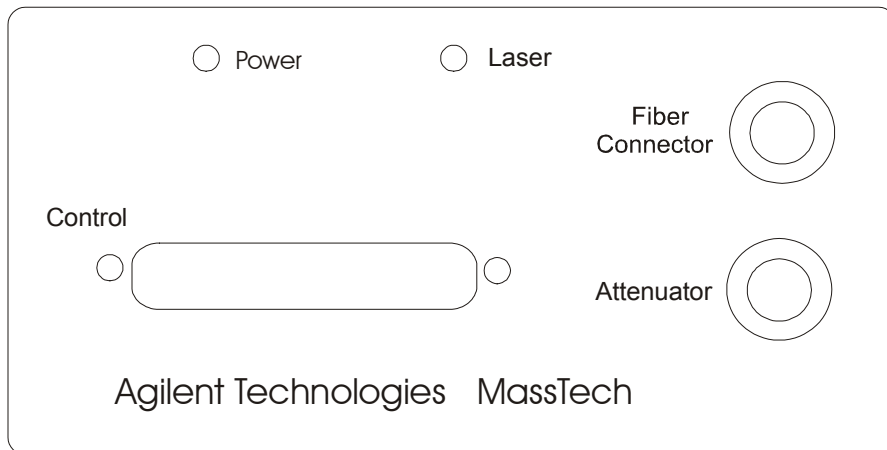 Power
Laser
Fiber
Connector
Control
Attenuator
Agilent Technologies MassTech